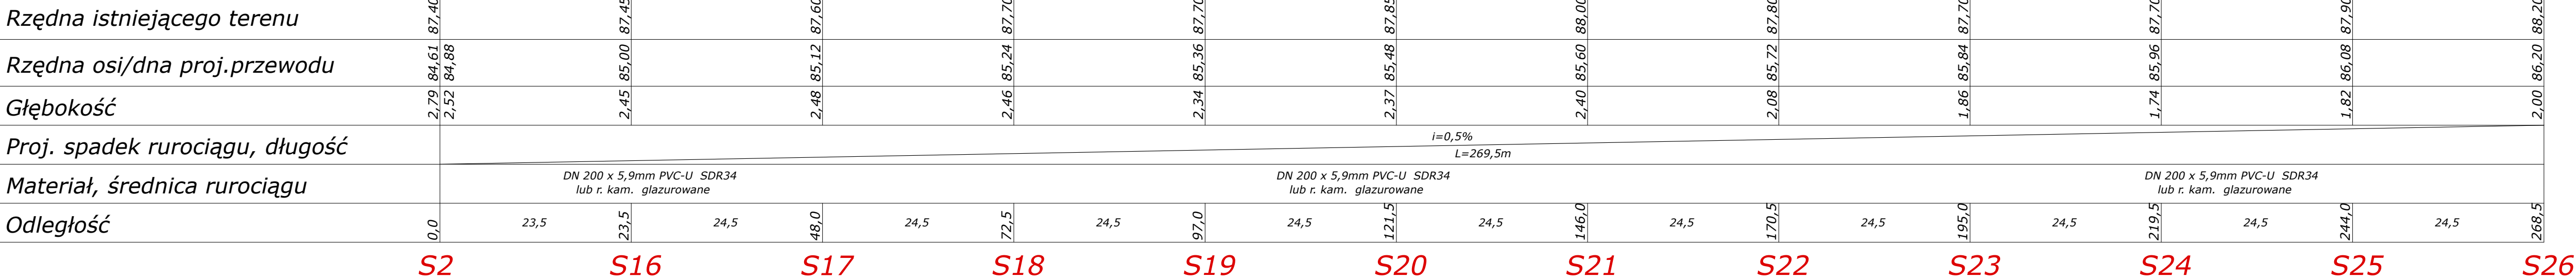 Rzędna istniejącego terenu 87,40 87,45 87,60 87,70 87,70 87,85 88,00 87,80 87,70 87,70 87,90 88,20
Rzędna osi/dna proj.przewodu 84,61 84,88 85,00 85,12 85,24 85,36 85,48 85,60 85,72 85,84 85,96 86,08 86,20
Głębokość 2,79 2,52 2,45 2,48 2,46 2,34 2,37 2,40 2,08 1,86 1,74 1,82 2,00
i=0,5%
Proj. spadek rurociągu, długość
L=269,5m
DN 200 x 5,9mm PVC-U SDR34 DN 200 x 5,9mm PVC-U SDR34 DN 200 x 5,9mm PVC-U SDR34
Materiał, średnica rurociągu
lub r. kam. glazurowane lub r. kam. glazurowane lub r. kam. glazurowane
Odległość 0,0 23,5 23,5 24,5 48,0 24,5 72,5 24,5 97,0 24,5 121,5 24,5 146,0 24,5 170,5 24,5 195,0 24,5 219,5 24,5 244,0 24,5 268,5
S2 S16 S17 S18 S19 S20 S21 S22 S23 S24 S25 S26